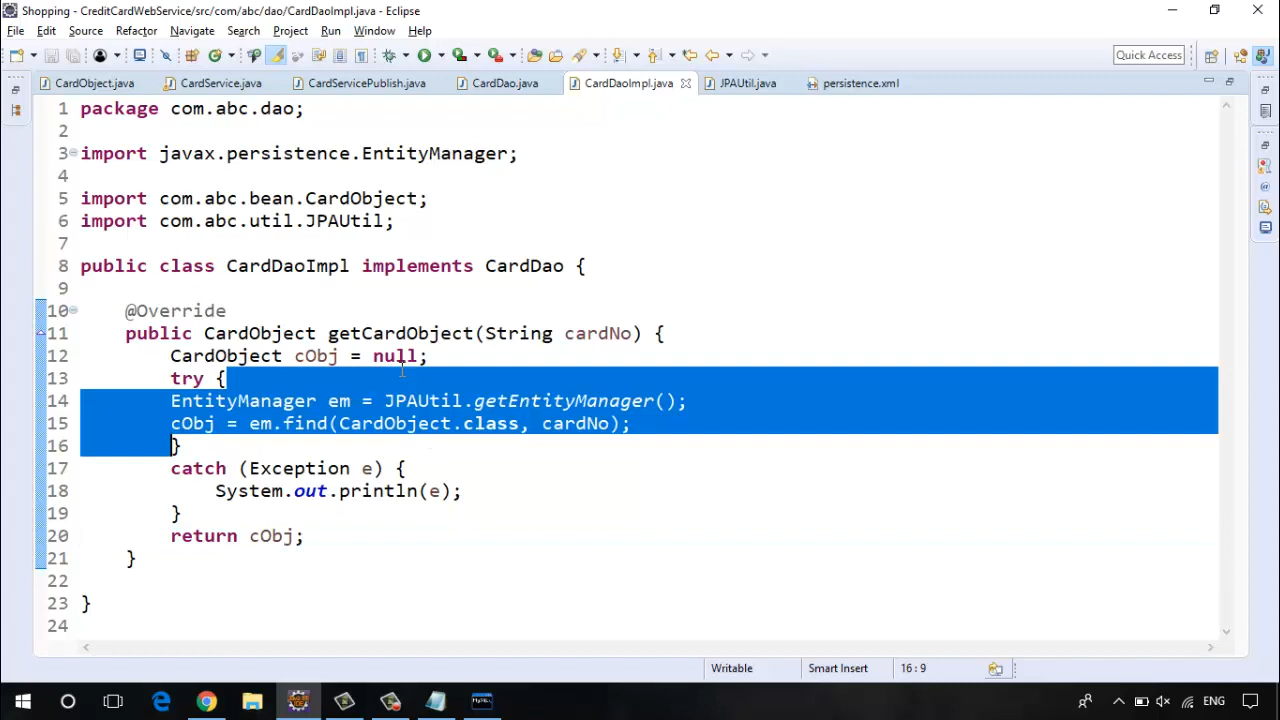 Shopping - CreditCardWebService/src/com/abc/dao/CardDaoImpl.java - Eclipse
File Edit Source Refactor Navigate Search Project Run Window Help
Quick Access
CardObject.java CardService.java CardServicePublish.java CardDao.java CardDaoImpl.java JPAUtil.java persistence.xml
1 package com.abc.dao;
2
3 import javax.persistence.EntityManager;
4
5 import com.abc.bean.CardObject;
6 import com.abc.util.JPAUtil;
7
8 public class CardDaoImpl implements CardDao {
9
10 @Override
11 public CardObject getCardObject(String cardNo) {
12 CardObject cObj = null;
13 try {
14 EntityManager em = JPAUtil.getEntityManager();
15 cObj = em.find(CardObject.class, cardNo);
16 }
17 catch (Exception e) {
18 System.out.println(e);
19 }
20 return cObj;
21 }
22
23 }
24
Writable Smart Insert 16 : 9
ENG